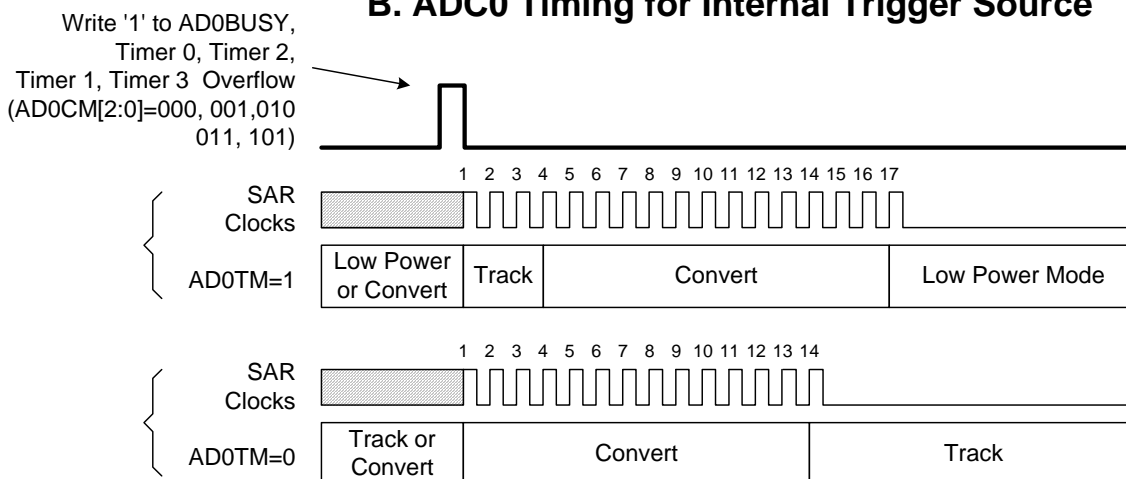 B. ADC0 Timing for Internal Trigger Source
Write '1' to AD0BUSY,
Timer 0, Timer 2,
Timer 1, Timer 3 Overflow
(AD0CM[2:0]=000, 001,010
011, 101)
1 2 3 4 5 6 7 8 9 10 11 12 13 14 15 16 17
SAR
Clocks
AD0TM=1
Low Power
or Convert
Track
Convert
Low Power Mode
1 2 3 4 5 6 7 8 9 10 11 12 13 14
SAR
Clocks
AD0TM=0
Track or
Convert
Convert
Track